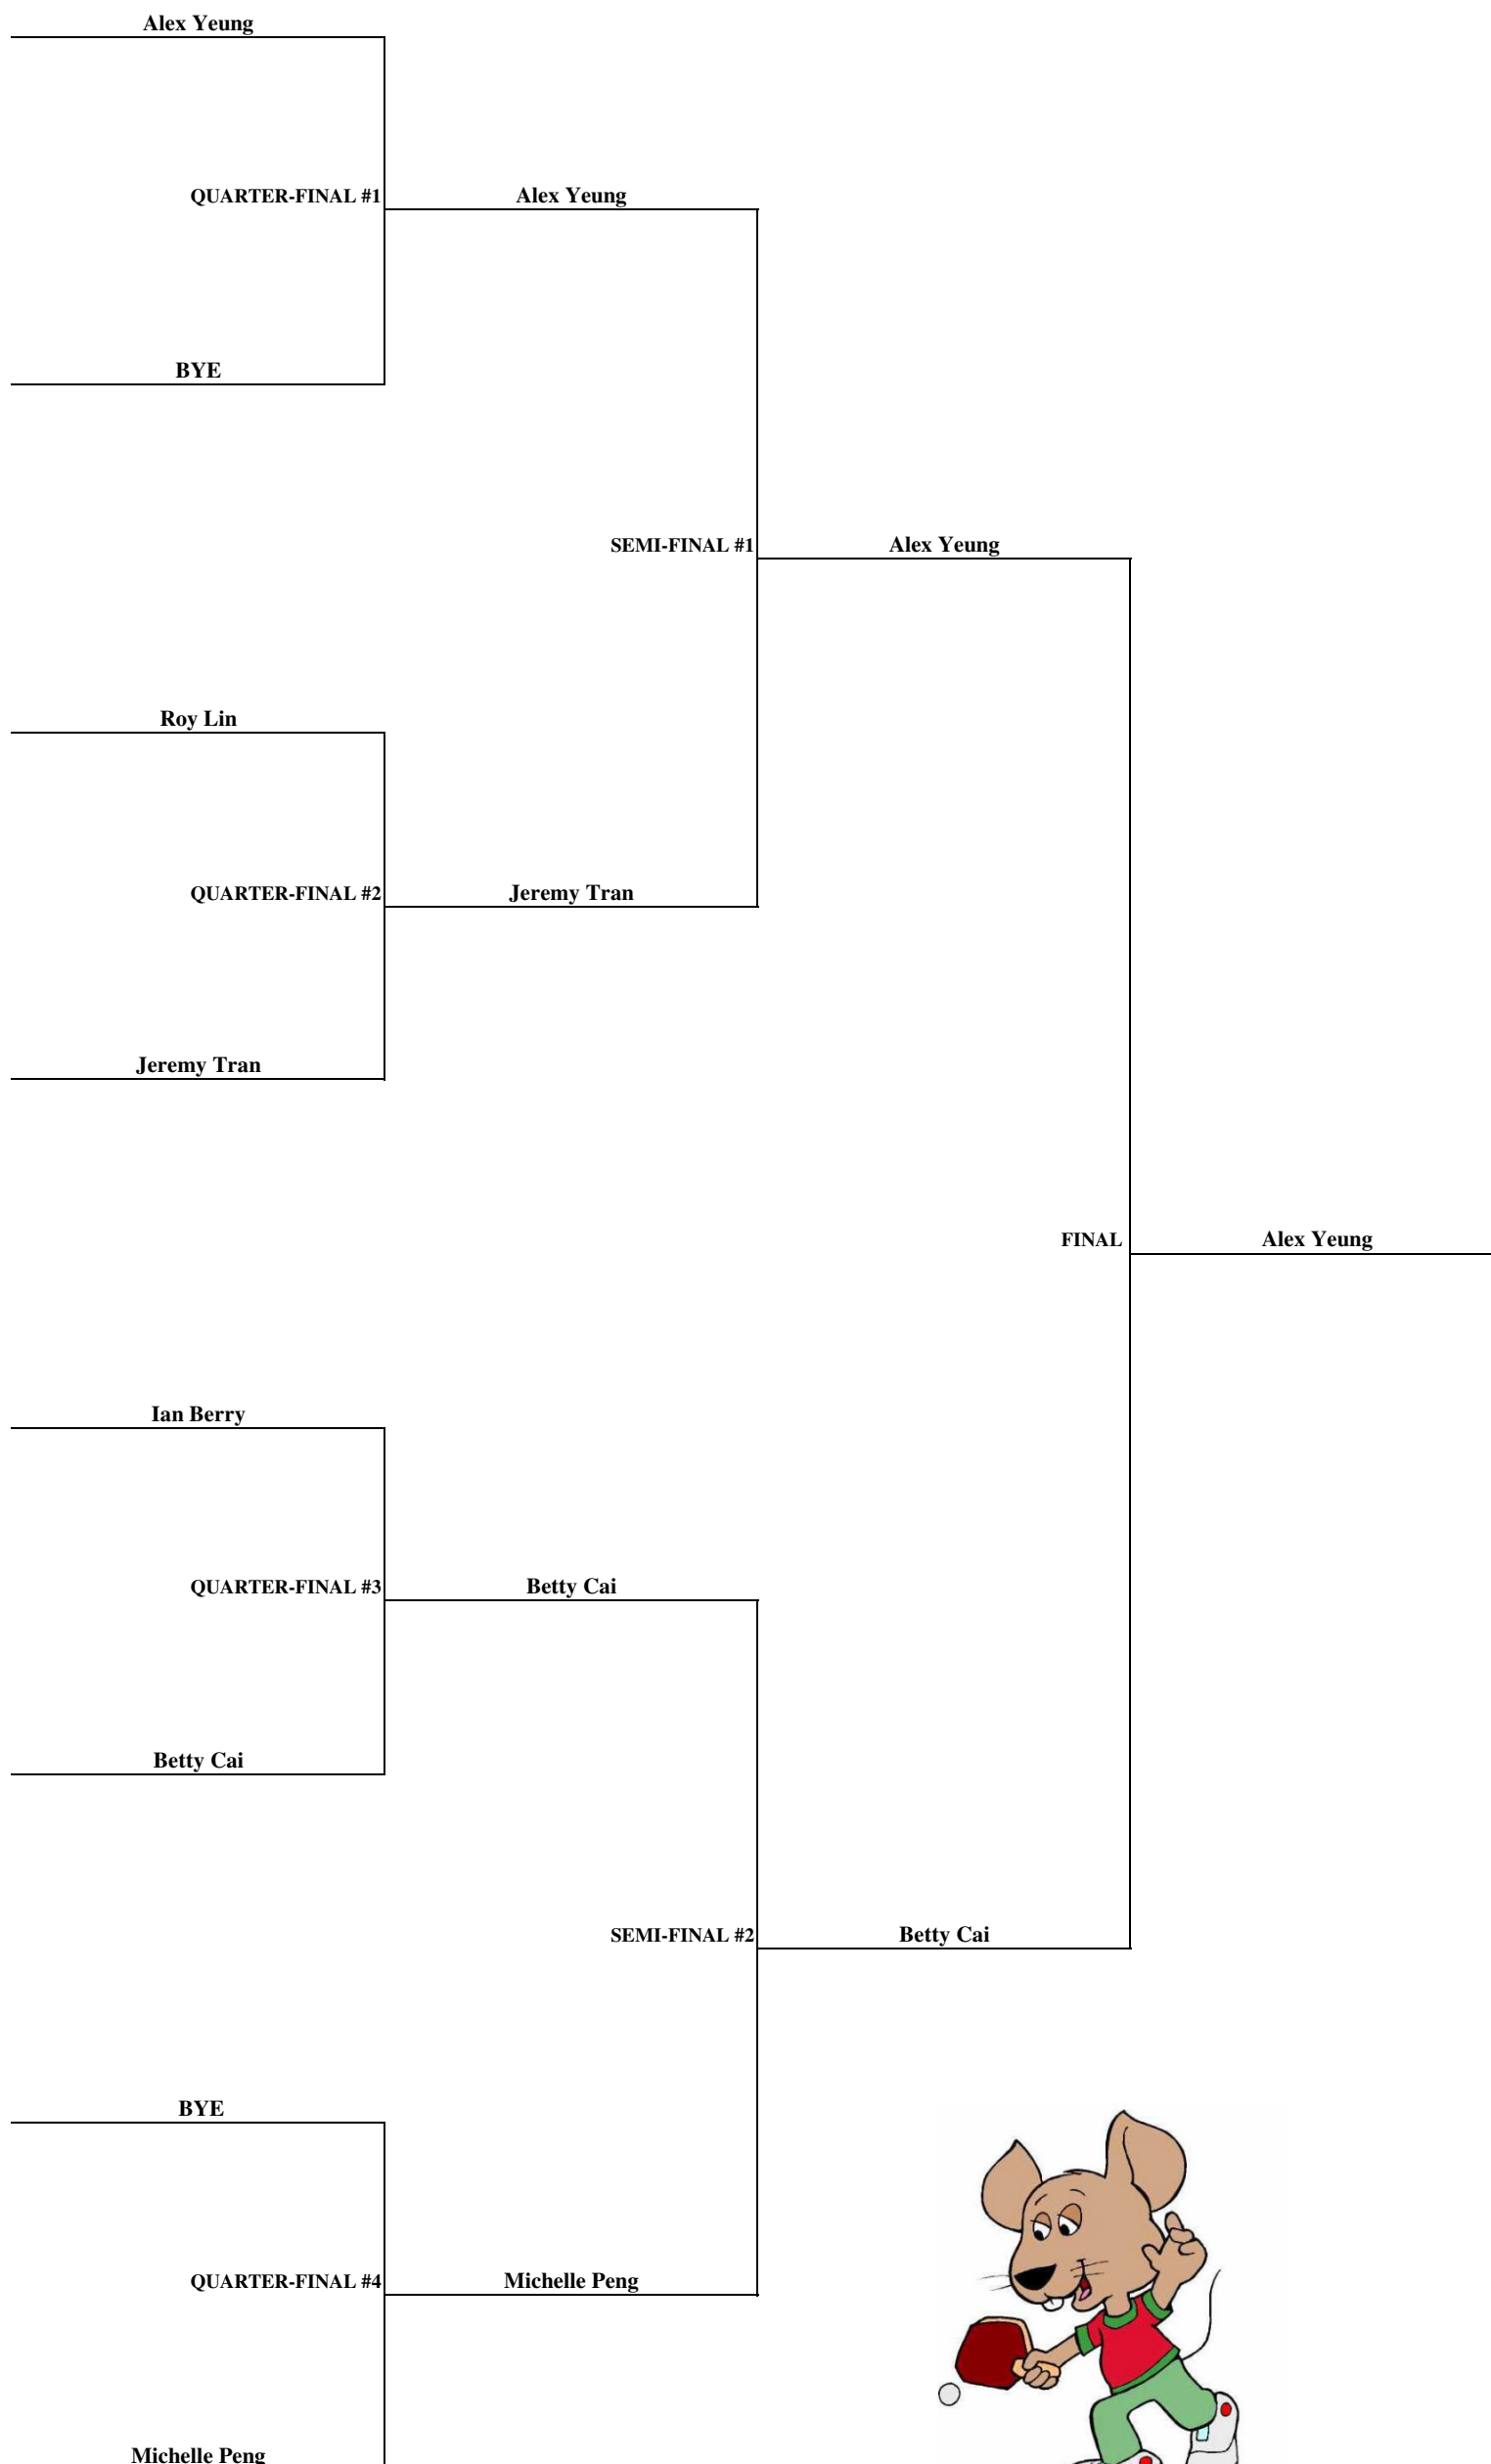 Alex Yeung
QUARTER-FINAL #1
Alex Yeung
BYE
SEMI-FINAL #1
Alex Yeung
Roy Lin
QUARTER-FINAL #2
Jeremy Tran
Jeremy Tran
FINAL
Alex Yeung
Ian Berry
QUARTER-FINAL #3
Betty Cai
Betty Cai
SEMI-FINAL #2
Betty Cai
BYE
QUARTER-FINAL #4
Michelle Peng
Michelle Peng